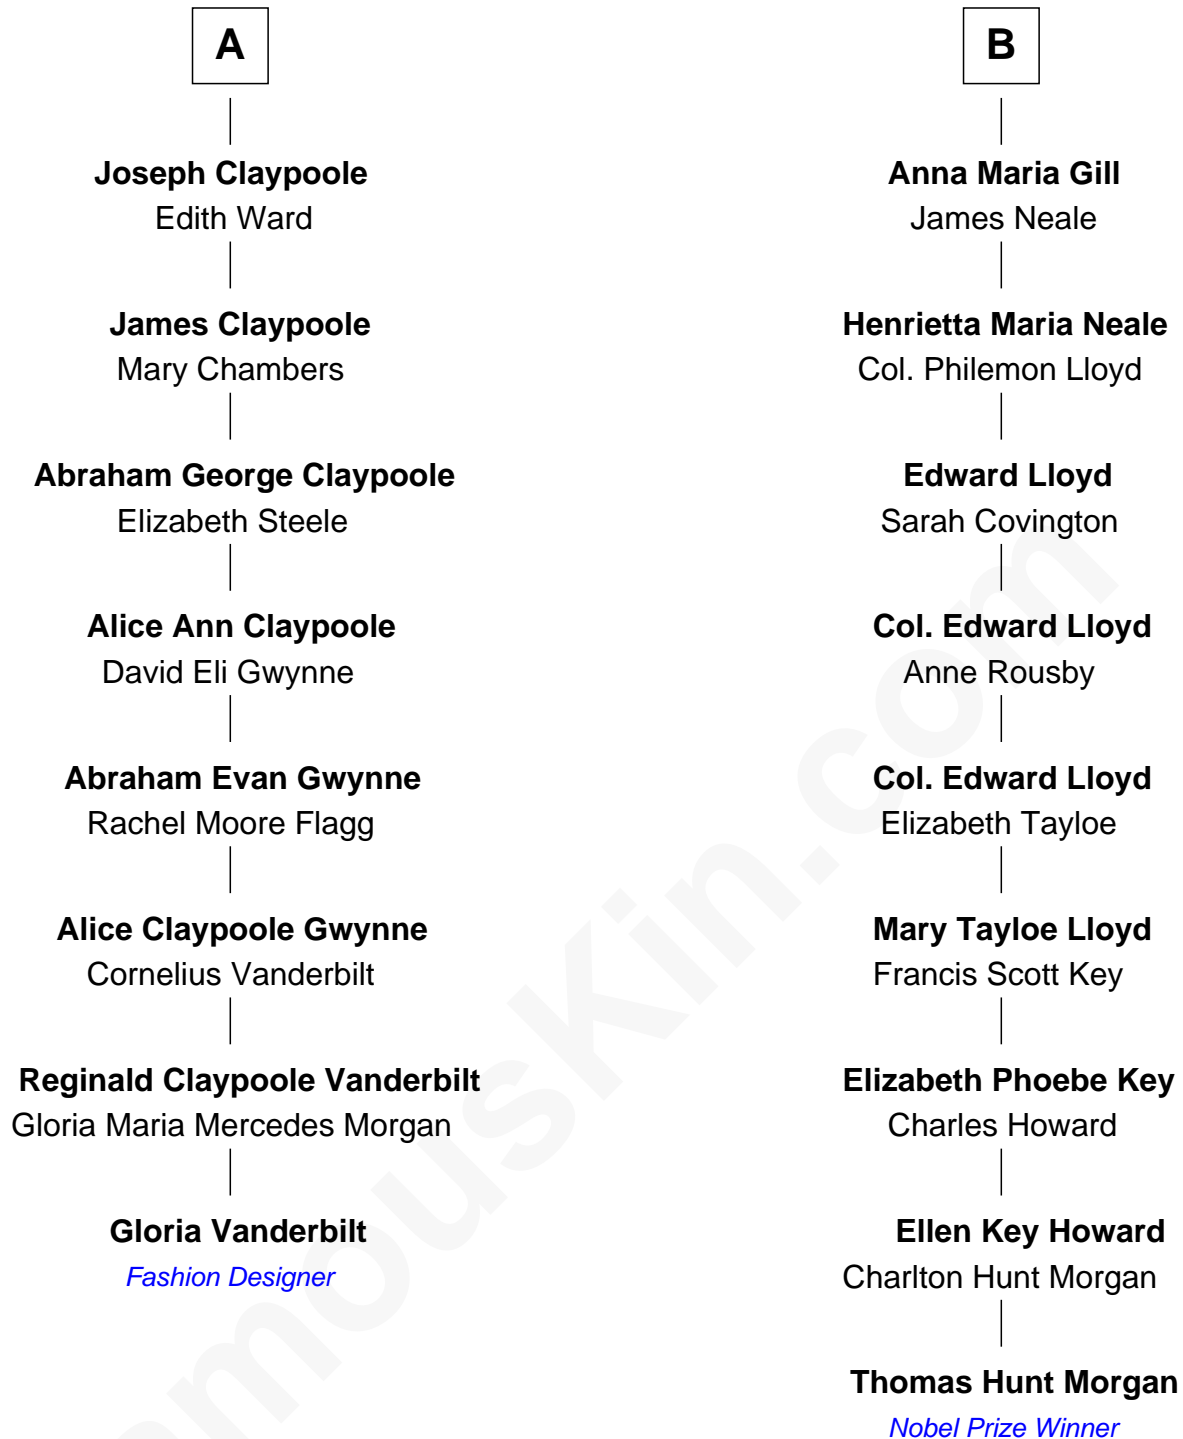 A
Joseph Claypoole
Edith Ward
James Claypoole
Mary Chambers
Abraham George Claypoole
Elizabeth Steele
Alice Ann Claypoole
David Eli Gwynne
Abraham Evan Gwynne
Rachel Moore Flagg
Alice Claypoole Gwynne
Cornelius Vanderbilt
Reginald Claypoole Vanderbilt
Gloria Maria Mercedes Morgan
Gloria Vanderbilt
Fashion Designer
B
Anna Maria Gill
James Neale
Henrietta Maria Neale
Col. Philemon Lloyd
Edward Lloyd
Sarah Covington
Col. Edward Lloyd
Anne Rousby
Col. Edward Lloyd
Elizabeth Tayloe
Mary Tayloe Lloyd
Francis Scott Key
Elizabeth Phoebe Key
Charles Howard
Ellen Key Howard
Charlton Hunt Morgan
Thomas Hunt Morgan
Nobel Prize Winner
amousKin.com